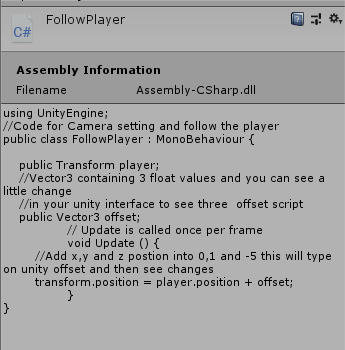 FollowPlayer
C#
Assembly Information
Filename Assembly-CSharp.dll
using UnityEngine;
//Code for Camera setting and follow the player
public class FollowPlayer : MonoBehaviour {
public Transform player;
//Vector3 containing 3 float values and you can see a
little change
//in your unity interface to see three  offset script
public Vector3 offset;
// Update is called once per frame
void Update () {
//Add x,y and z postion into 0,1 and -5 this will type
on unity offset and then see changes
transform.position = player.position + offset;
}
}